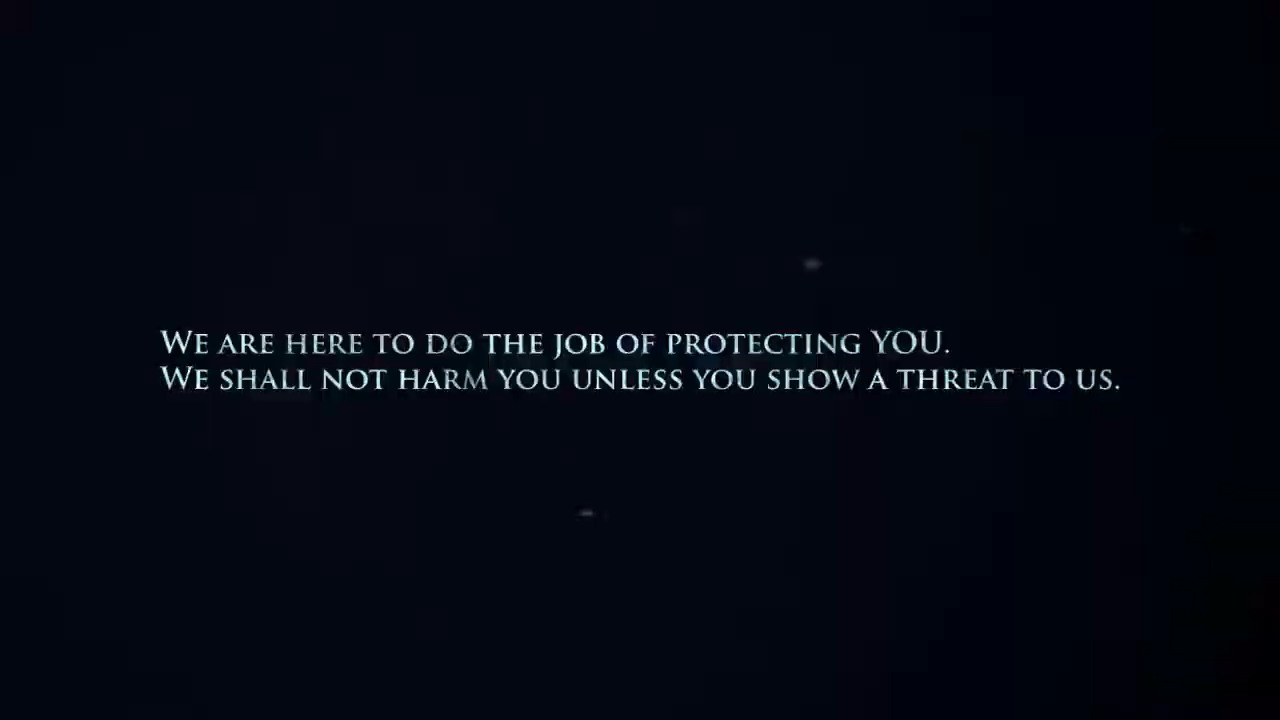 We are here to do the job of protecting YOU.
We shall not harm you unless you show a threat to us.